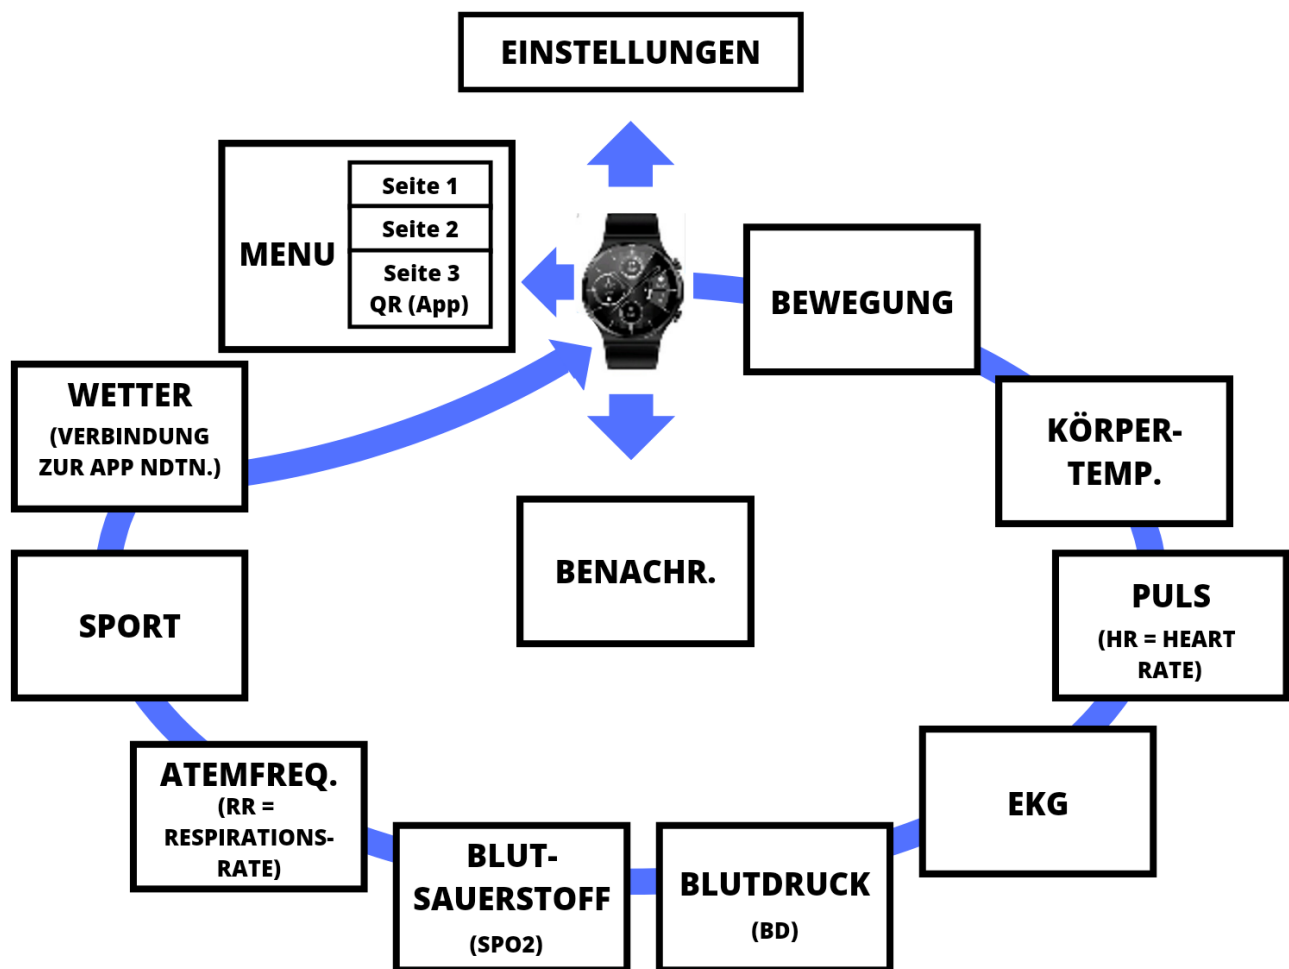 EINSTELLUNGEN
MENU
Seite 1
Seite 2
Seite 3
QR (App)
BEWEGUNG
KÖRPER-
TEMP.
PULS
(HR = HEART
RATE)
EKG
BLUTDRUCK
(BD)
BLUT-
SAUERSTOFF
(SPO2)
ATEMFREQ.
(RR =
RESPIRATIONS-
RATE)
SPORT
WETTER
(VERBINDUNG
ZUR APP NDTN.)
BENACHR.